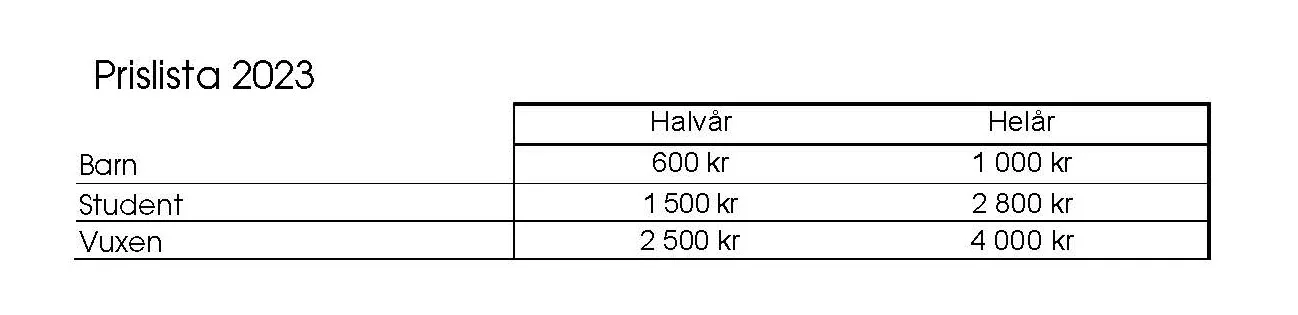 Prislista 2023
Halvår Helår
Barn 600 kr 1 000 kr
Student 1 500 kr 2 800 kr
Vuxen 2 500 kr 4 000 kr